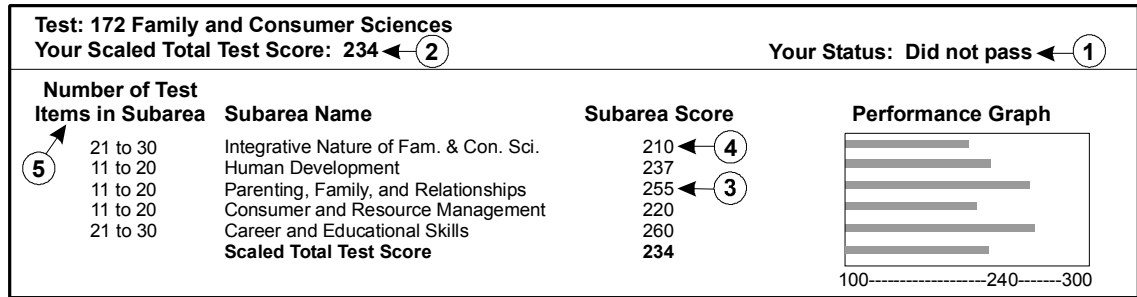 Test: 172 Family and Consumer Sciences
Your Scaled Total Test Score: 234 2
Your Status: Did not pass 1
Number of Test
Items in Subarea Subarea Name Subarea Score Performance Graph
5
21 to 30 Integrative Nature of Fam. & Con. Sci. 210 4
11 to 20 Human Development 237
11 to 20 Parenting, Family, and Relationships 255 3
11 to 20 Consumer and Resource Management 220
21 to 30 Career and Educational Skills 260
Scaled Total Test Score 234
100--------------------240-------300